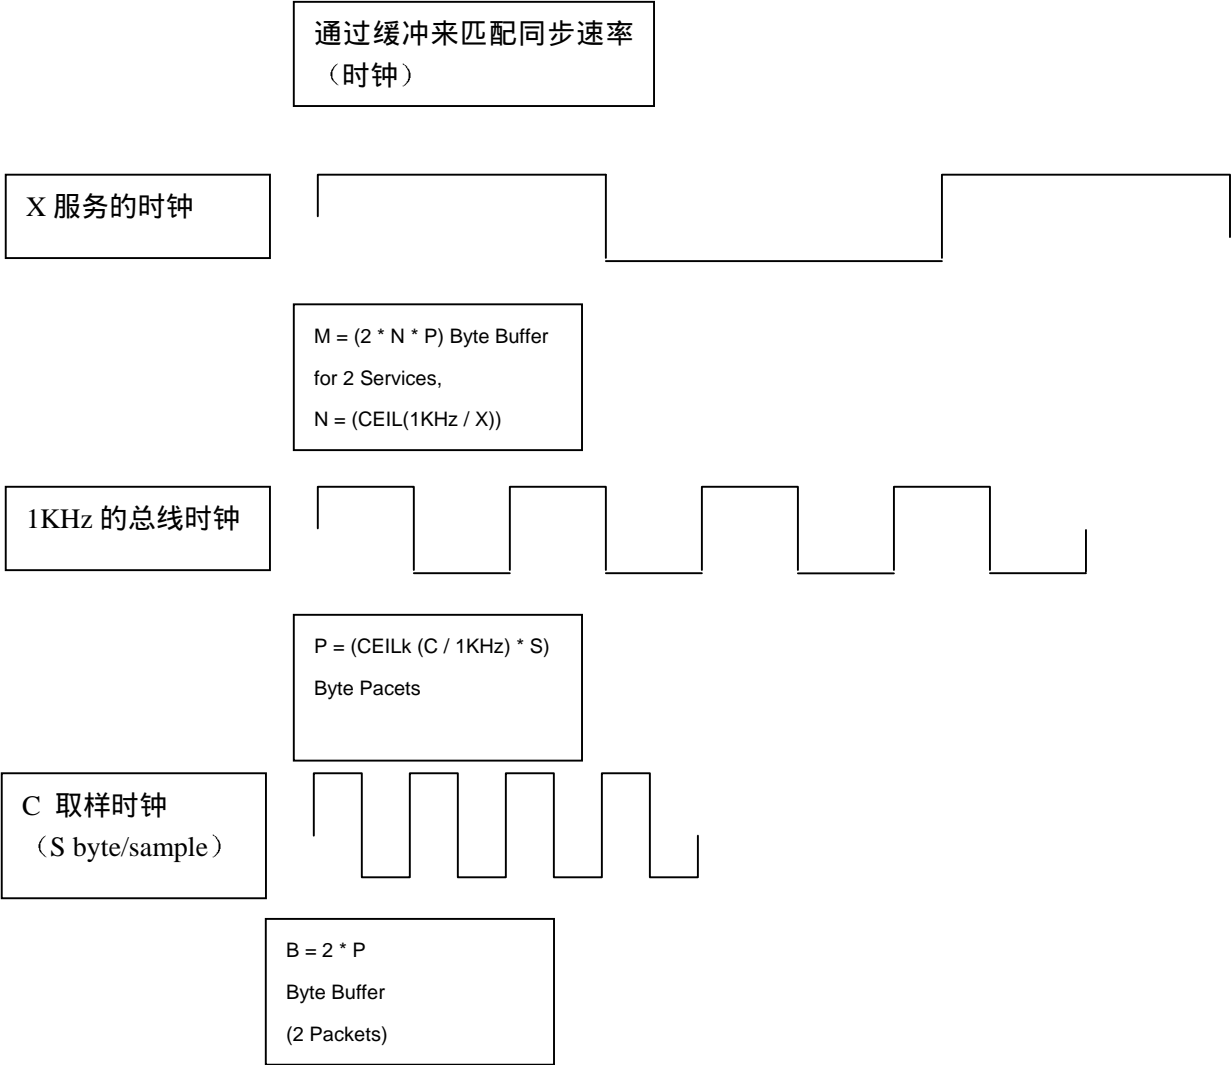 通过缓冲来匹配同步速率
（时钟）
X 服务的时钟
M = (2 * N * P) Byte Buffer
for 2 Services,
N = (CEIL(1KHz / X))
1KHz 的总线时钟
P = (CEILk (C / 1KHz) * S)
Byte Pacets
C 取样时钟
（S byte/sample）
B = 2 * P
Byte Buffer
(2 Packets)